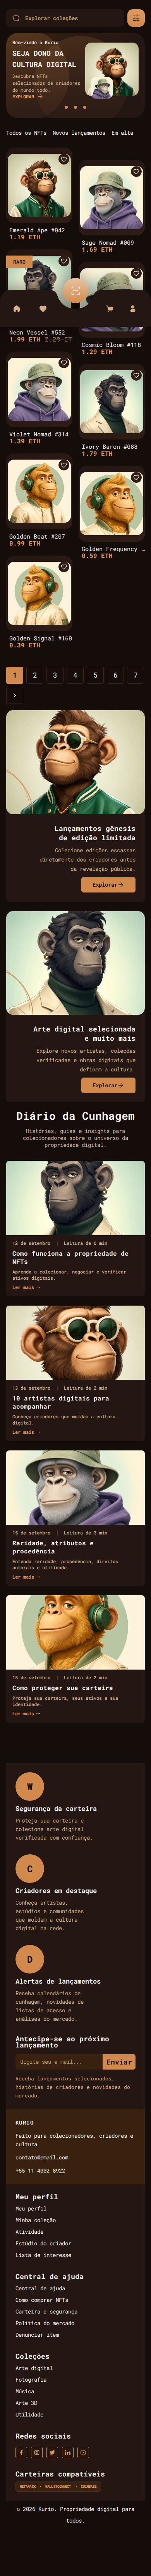 Explorar coleções
Bem-vindo à Kurio
SEJA DONO DA
CULTURA DIGITAL
Descubra NFTs
selecionados de criadores
do mundo todo.
EXPLORAR →
Todos os NFTs Novos lançamentos Em alta
Emerald Ape #042
1.19 ETH
Sage Nomad #009
1.69 ETH
RARO
Neon Vessel #552
1.99 ETH 2.29 ET
Cosmic Bloom #118
1.29 ETH
Violet Nomad #314
1.39 ETH
Ivory Baron #088
1.79 ETH
Golden Beat #207
0.99 ETH
Golden Frequency …
0.59 ETH
Golden Signal #160
0.39 ETH
1 2 3 4 5 6 7
>
Lançamentos gênesis
de edição limitada
Colecione edições escassas
diretamente dos criadores antes
da revelação pública.
Explorar →
Arte digital selecionada
e muito mais
Explore novos artistas, coleções
verificadas e obras digitais que
definem a cultura.
Explorar →
Diário da Cunhagem
Histórias, guias e insights para
colecionadores sobre o universo da
propriedade digital.
12 de setembro | Leitura de 6 min
Como funciona a propriedade de
NFTs
Aprenda a colecionar, negociar e verificar
ativos digitais.
Ler mais →
13 de setembro | Leitura de 2 min
10 artistas digitais para
acompanhar
Conheça criadores que moldam a cultura
digital.
Ler mais →
15 de setembro | Leitura de 3 min
Raridade, atributos e
procedência
Entenda raridade, procedência, direitos
autorais e utilidade.
Ler mais →
15 de setembro | Leitura de 2 min
Como proteger sua carteira
Proteja sua carteira, seus ativos e sua
identidade.
Ler mais →
W
Segurança da carteira
Proteja sua carteira e
colecione arte digital
verificada com confiança.
C
Criadores em destaque
Conheça artistas,
estúdios e comunidades
que moldam a cultura
digital na rede.
D
Alertas de lançamentos
Receba calendários de
cunhagem, novidades de
listas de acesso e
análises do mercado.
Antecipe-se ao próximo
lançamento
digite seu e-mail...
Enviar
Receba lançamentos selecionados,
histórias de criadores e novidades do
mercado.
KURIO
Feito para colecionadores, criadores e
cultura
contato@email.com
+55 11 4002 8922
Meu perfil
Meu perfil
Minha coleção
Atividade
Estúdio do criador
Lista de interesse
Central de ajuda
Central de ajuda
Como comprar NFTs
Carteira e segurança
Política do mercado
Denunciar item
Coleções
Arte digital
Fotografia
Música
Arte 3D
Utilidade
Redes sociais
Carteiras compatíveis
METAMASK • WALLETCONNECT • COINBASE
© 2026 Kurio. Propriedade digital para
todos.